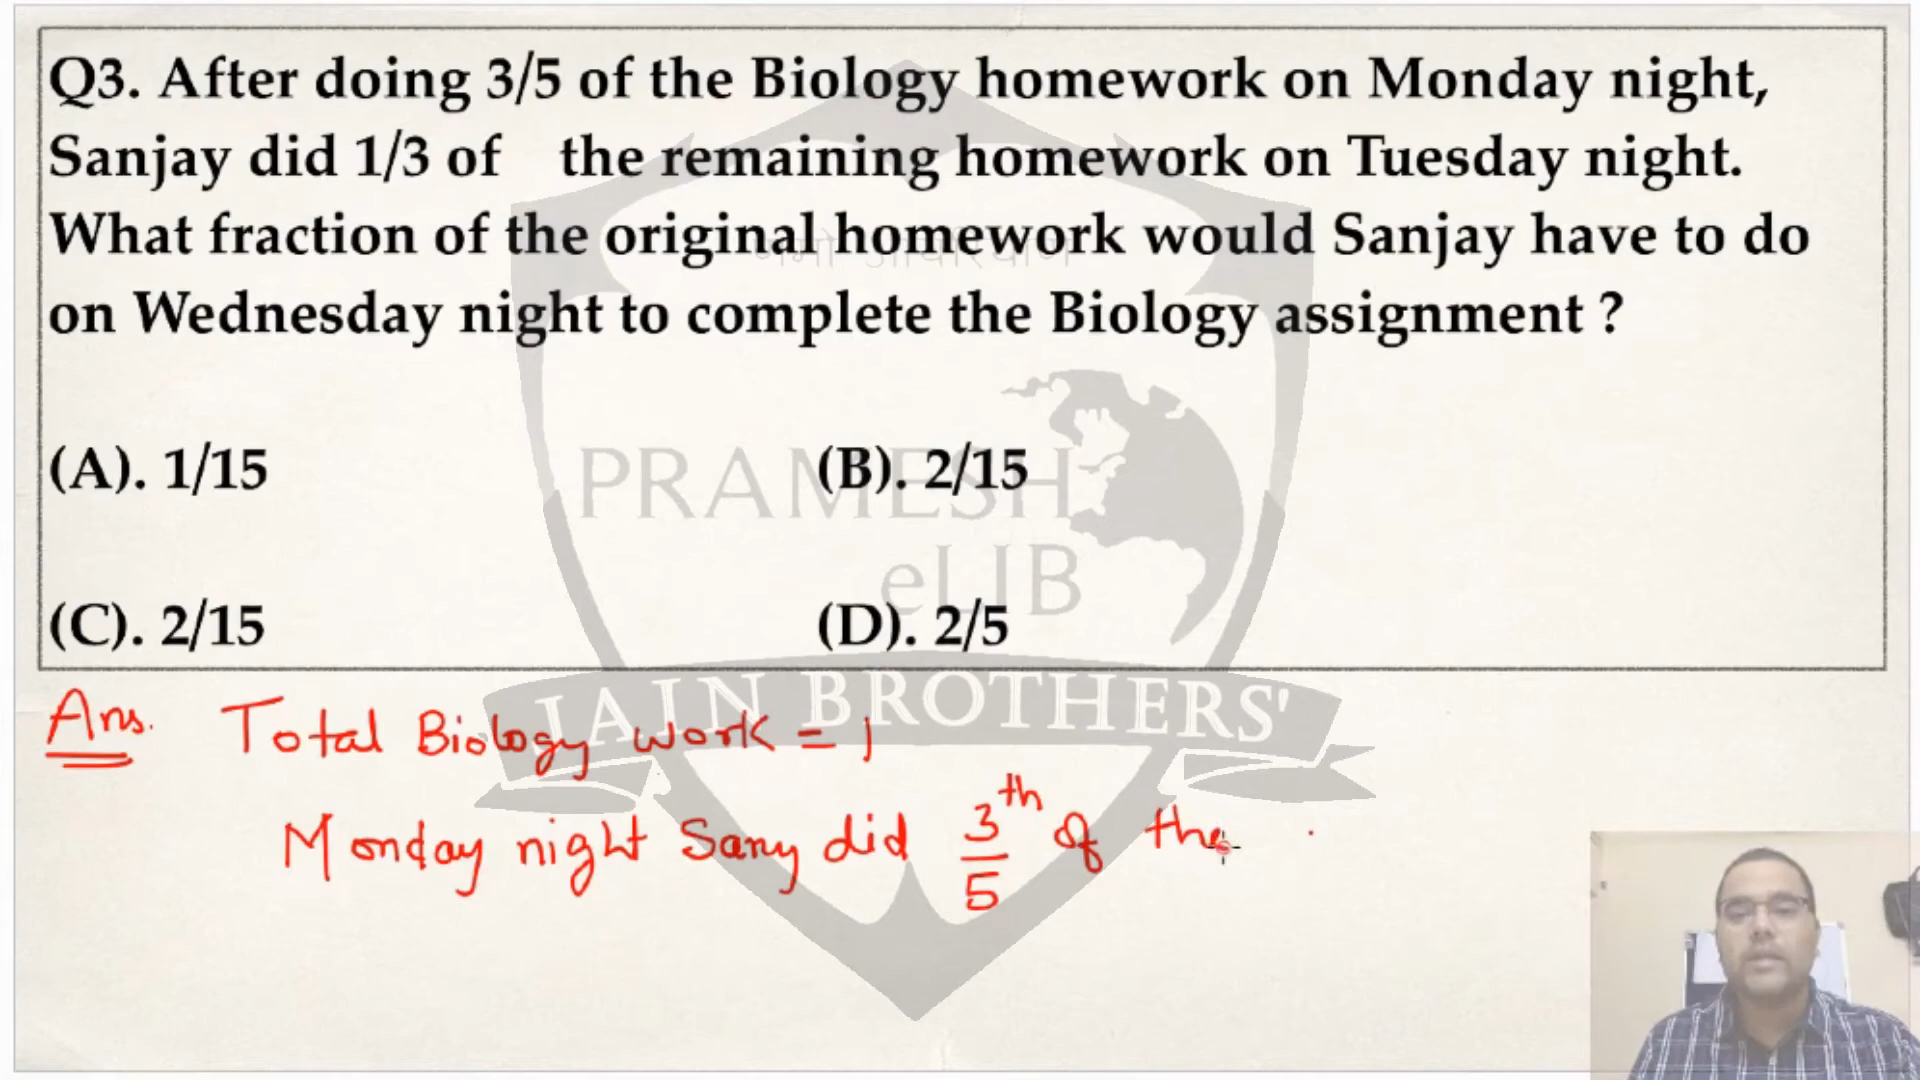 Q3. After doing 3/5 of the Biology homework on Monday night,
Sanjay did 1/3 of the remaining homework on Tuesday night.
What fraction of the original homework would Sanjay have to do
on Wednesday night to complete the Biology assignment ?
(A). 1/15 (B). 2/15
(C). 2/15 (D). 2/5
PRAMESH
eLIB
JAIN BROTHERS'
Ans. Total Biology work = 1
Monday night Sany did 3/5 th of the